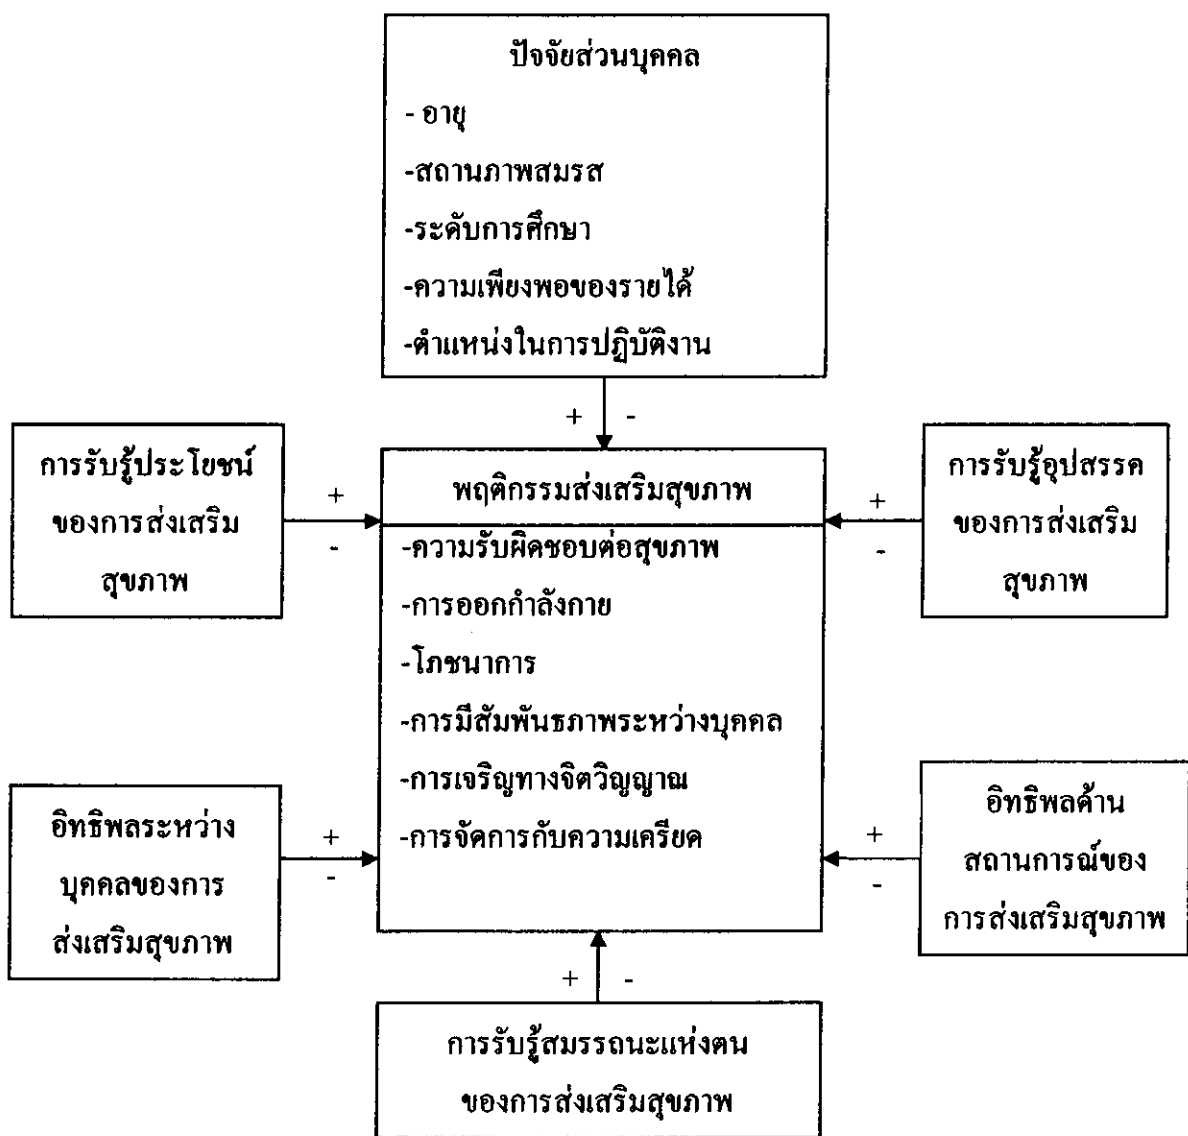 ปัจจัยส่วนบุคคล
- อายุ
-สถานภาพสมรส
-ระดับการศึกษา
-ความเพียงพอของรายได้
-ตำแหน่งในการปฏิบัติงาน
+ -
การรับรู้ประโยชน์
ของการส่งเสริม
สุขภาพ
+
-
พฤติกรรมส่งเสริมสุขภาพ
-ความรับผิดชอบต่อสุขภาพ
-การออกกำลังกาย
-โภชนาการ
-การมีสัมพันธภาพระหว่างบุคคล
-การเจริญทางจิตวิญญาณ
-การจัดการกับความเครียด
+
-
การรับรู้อุปสรรค
ของการส่งเสริม
สุขภาพ
อิทธิพลระหว่าง
บุคคลของการ
ส่งเสริมสุขภาพ
+
-
+
-
อิทธิพลด้าน
สถานการณ์ของ
การส่งเสริมสุขภาพ
+ -
การรับรู้สมรรถนะแห่งตน
ของการส่งเสริมสุขภาพ